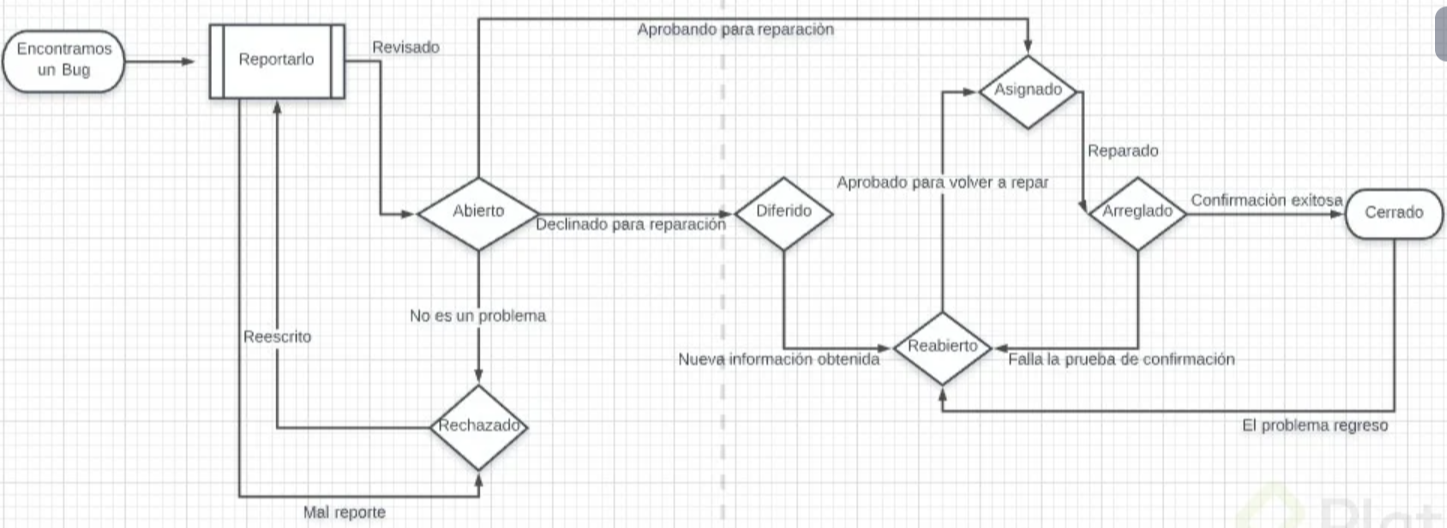 Aprobando para reparación
Encontramos
un Bug
Reportarlo
Revisado
Asignado
Reparado
Aprobado para volver a repar
Abierto
Declinado para reparación
Diferido
Arreglado
Confirmación exitosa
Cerrado
No es un problema
Reescrito
Nueva información obtenida
Reabierto
Falla la prueba de confirmación
Rechazado
El problema regreso
Mal reporte